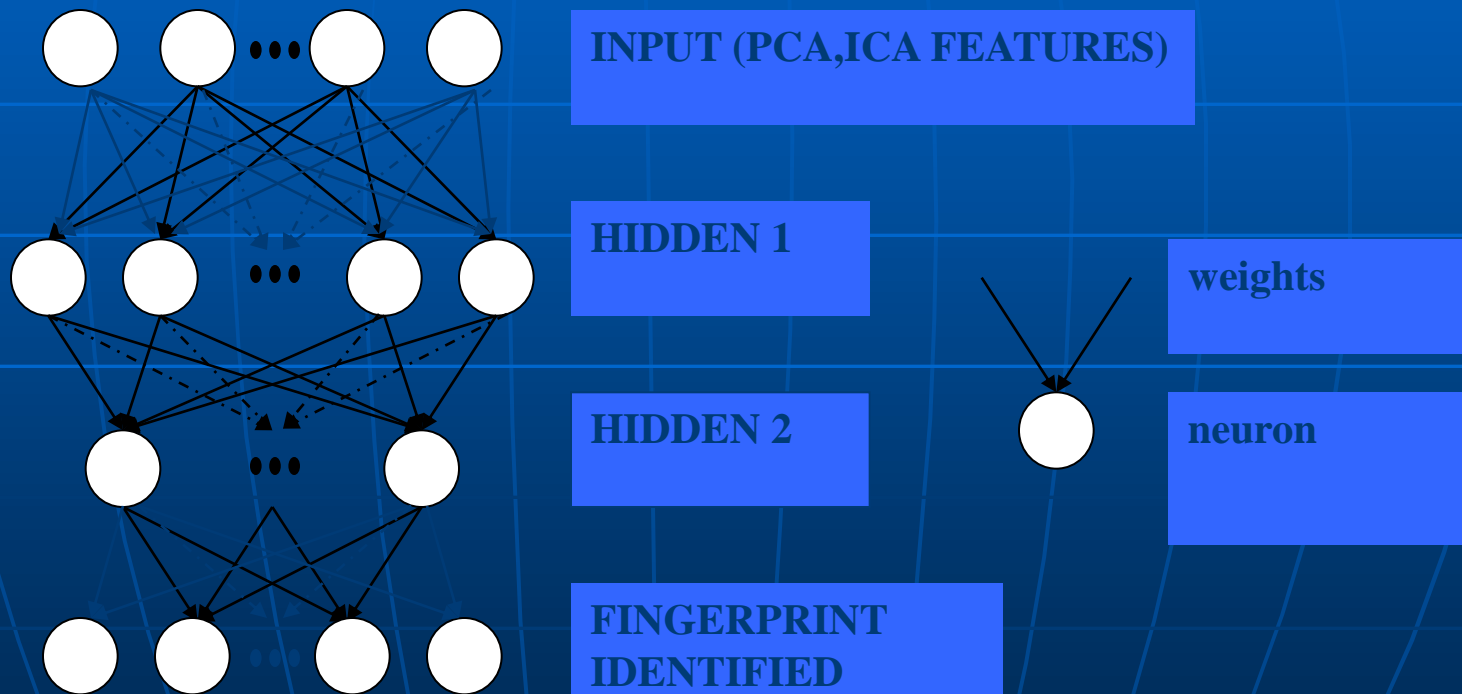 INPUT (PCA,ICA FEATURES)
HIDDEN 1
weights
HIDDEN 2
neuron
FINGERPRINT
IDENTIFIED